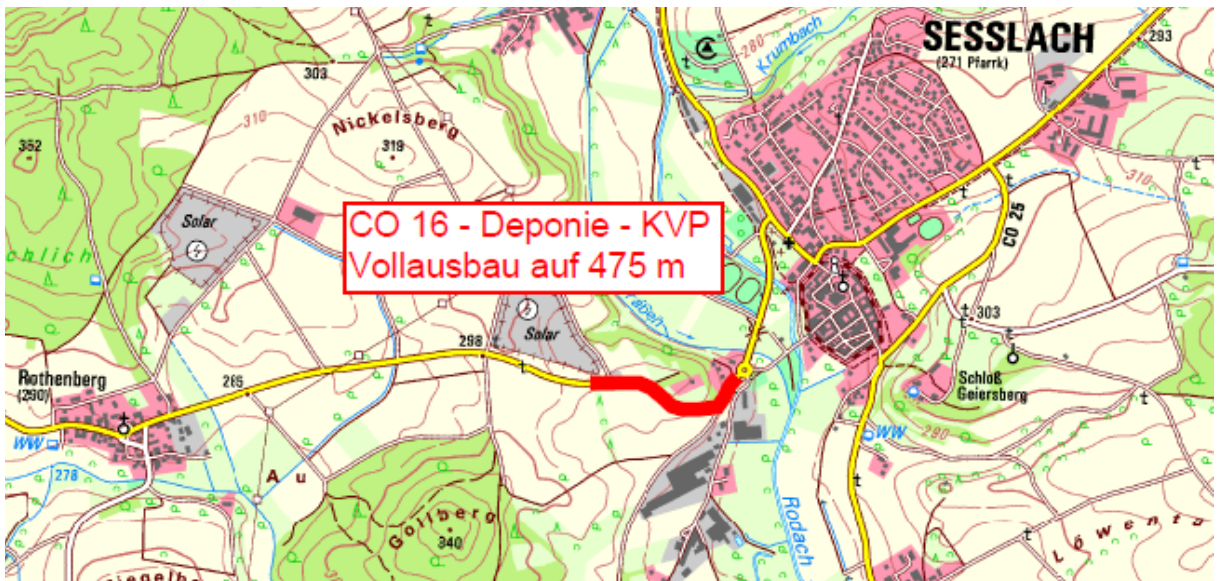 SESSLACH
(271 Pfarrk)
293
280
Krumbach
303
310
Nickelsberg
319
352
Solar
chlich
CO 16 - Deponie - KVP
Vollausbau auf 475 m
310
CO 25
Solar
298
303
Schloß
Geiersberg
Rothenberg
(290)
265
WW
WW
290
278
A u
Gollberg
340
Rodach
Löwenta